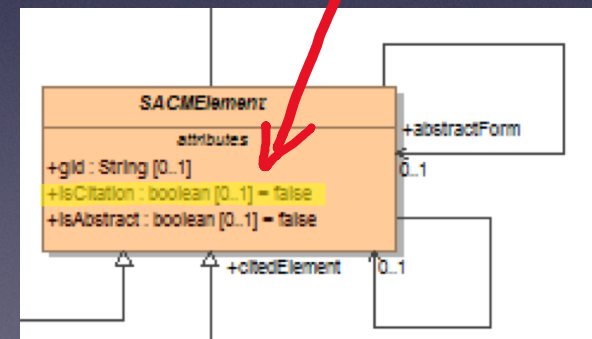 SACMElement
attributes
+gid : String [0..1]
+isCitation : boolean [0..1] = false
+isAbstract : boolean [0..1] = false
+abstractForm
0..1
+citedElement 0..1